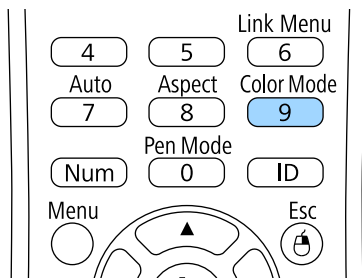 Link Menu
4 5 6
Auto Aspect Color Mode
7 8 9
Pen Mode
Num 0 ID
Menu Esc